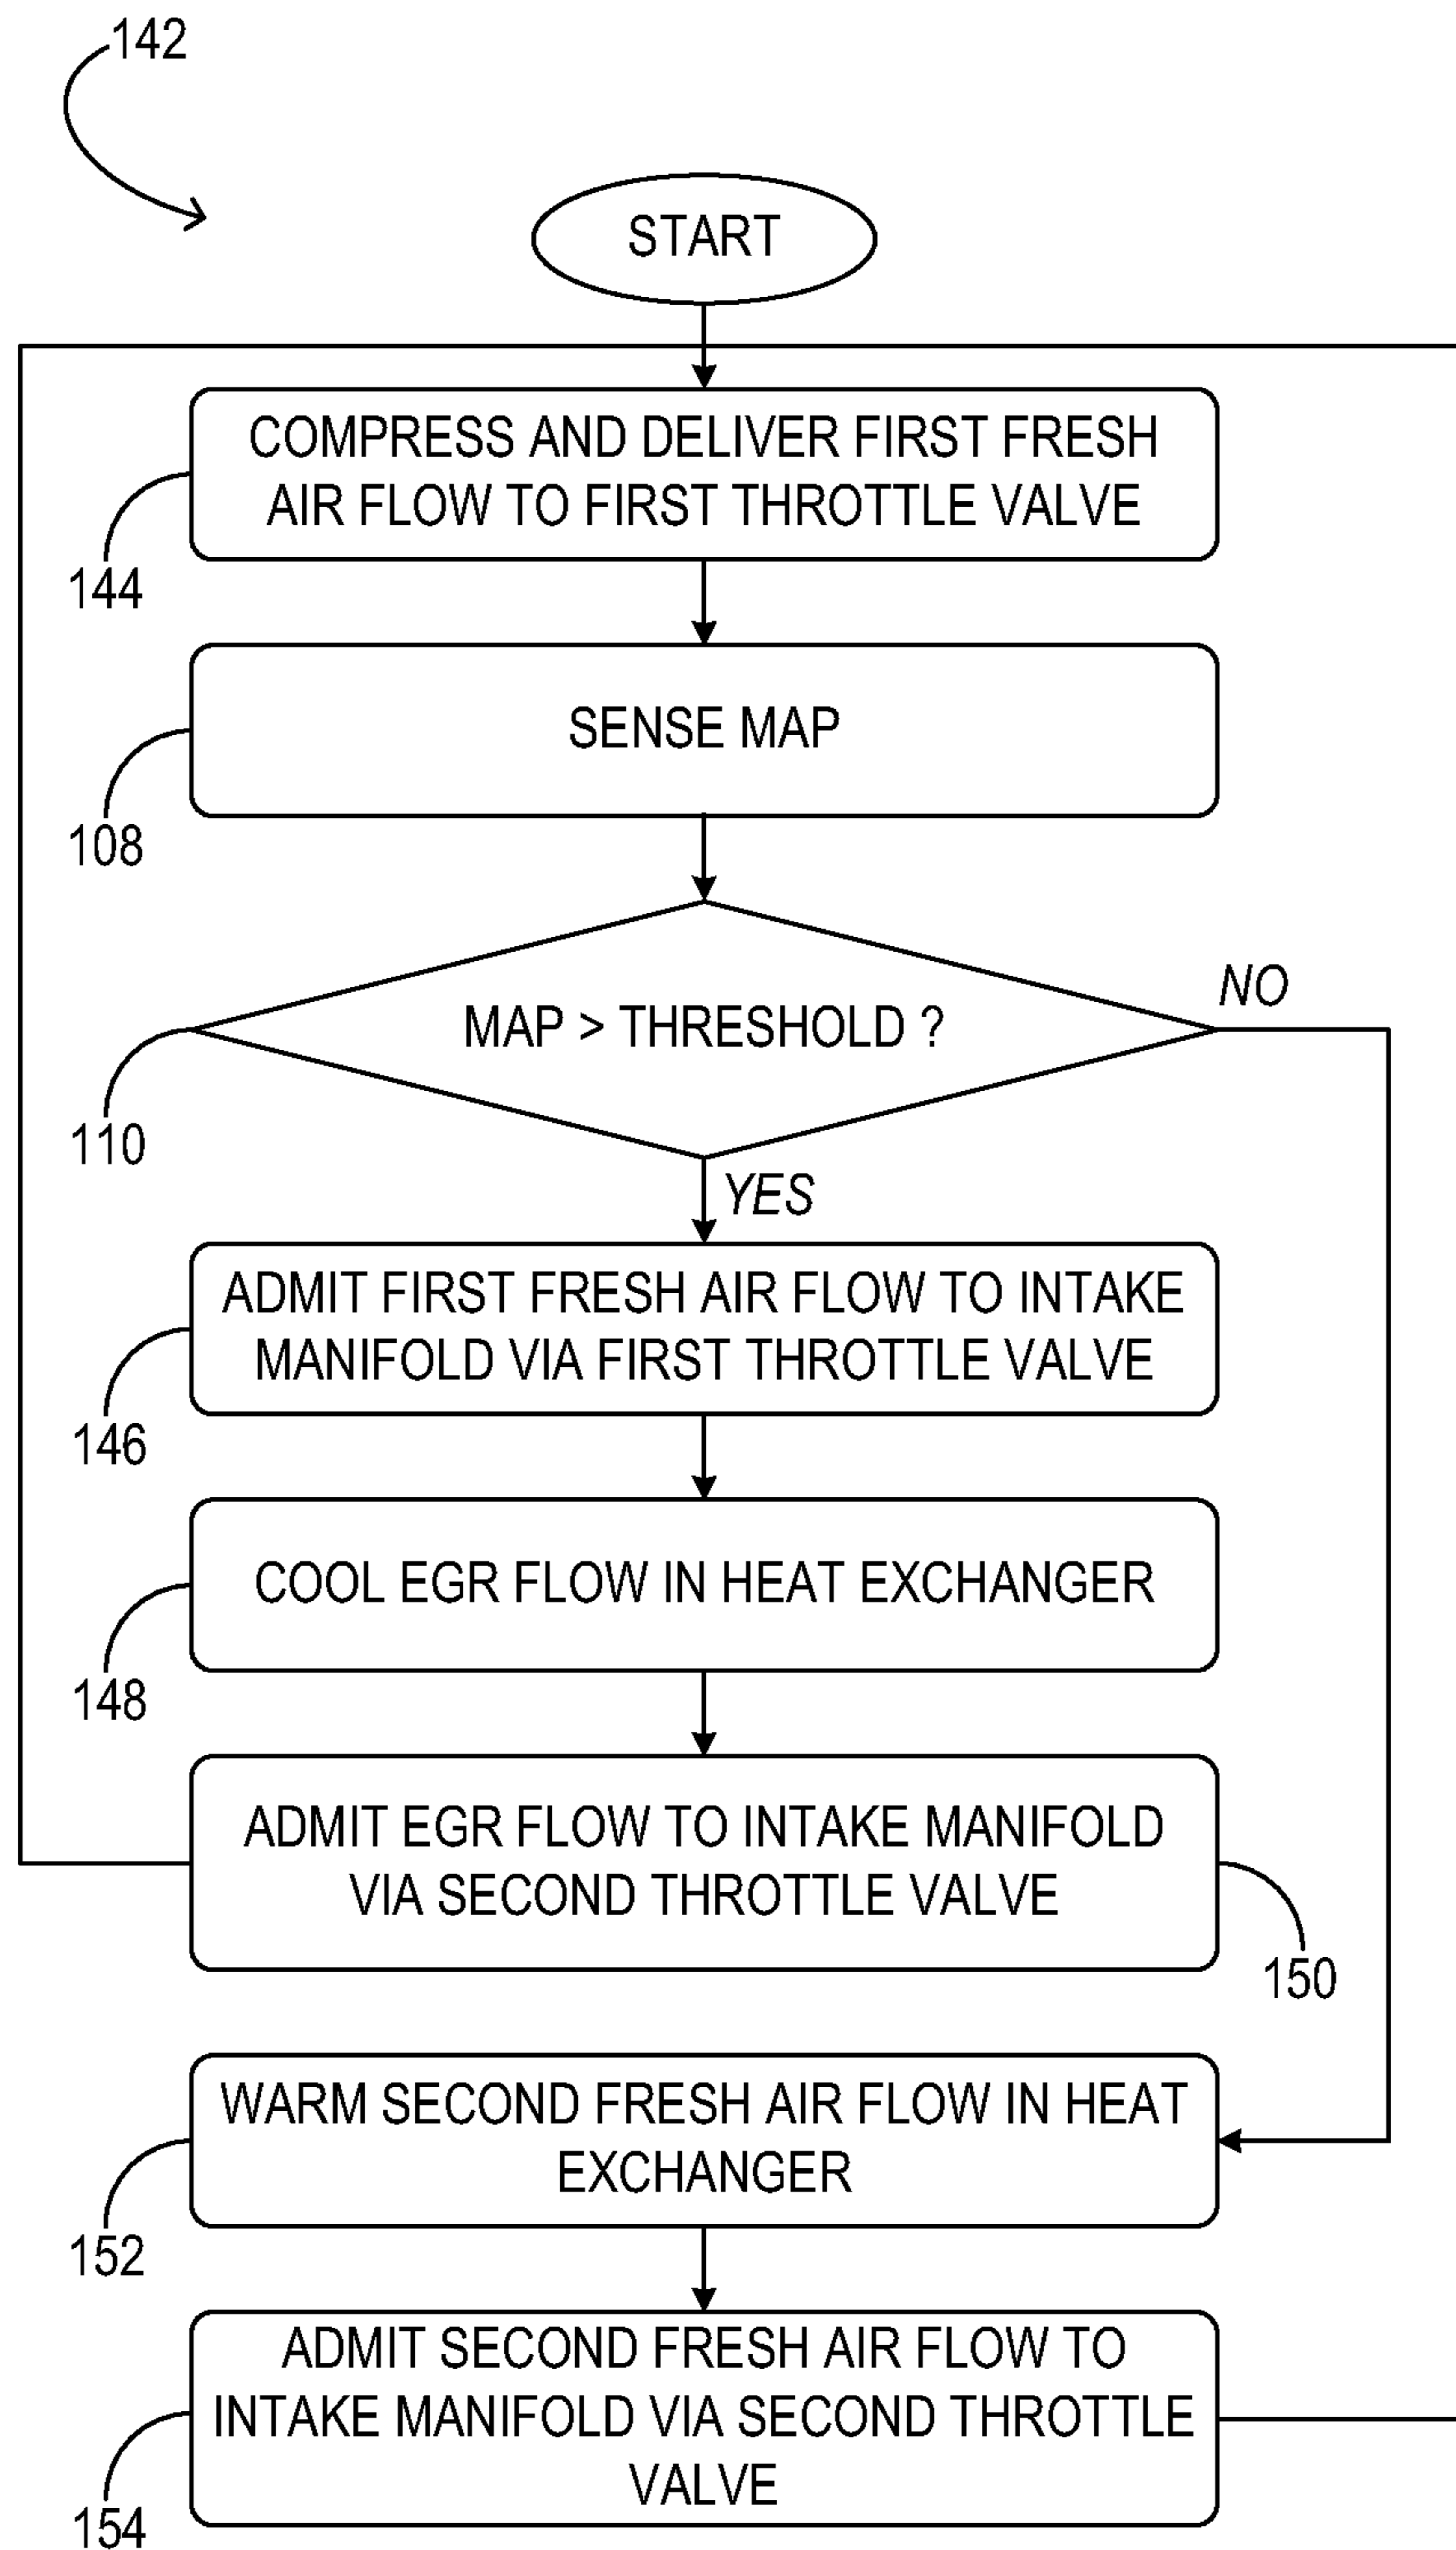 142
START
COMPRESS AND DELIVER FIRST FRESH
AIR FLOW TO FIRST THROTTLE VALVE
144
SENSE MAP
108
NO
MAP > THRESHOLD ?
110
YES
ADMIT FIRST FRESH AIR FLOW TO INTAKE
MANIFOLD VIA FIRST THROTTLE VALVE
146
COOL EGR FLOW IN HEAT EXCHANGER
148
ADMIT EGR FLOW TO INTAKE MANIFOLD
VIA SECOND THROTTLE VALVE
150
WARM SECOND FRESH AIR FLOW IN HEAT
EXCHANGER
152
ADMIT SECOND FRESH AIR FLOW TO
INTAKE MANIFOLD VIA SECOND THROTTLE
VALVE
154